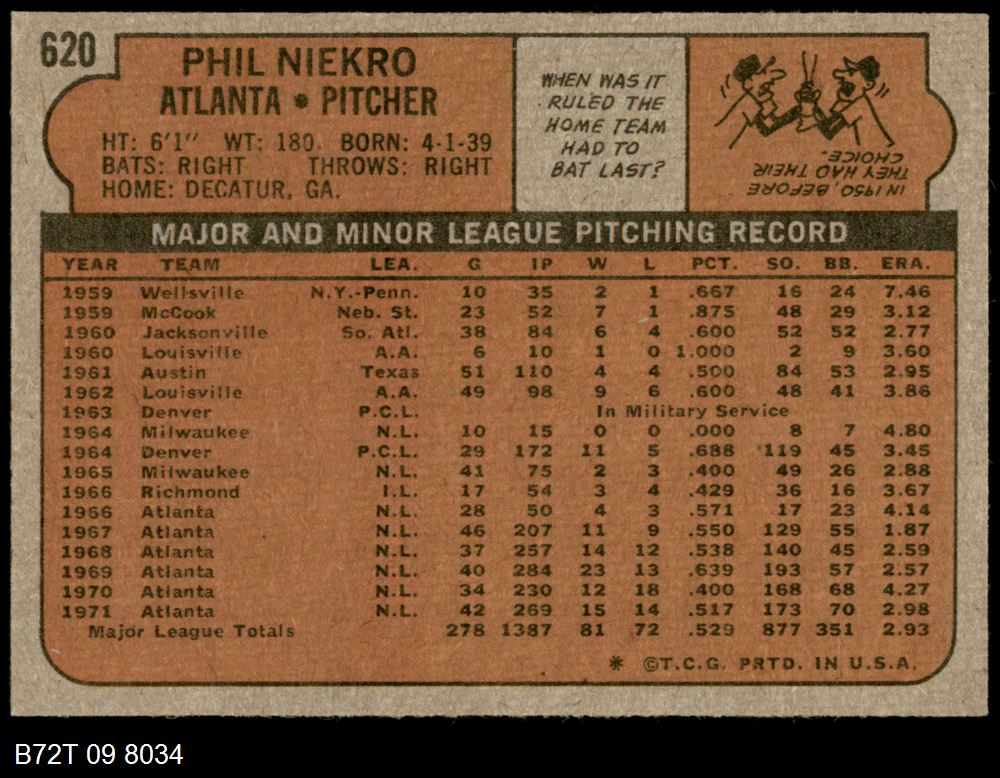 620
PHIL NIEKRO
ATLANTA • PITCHER
HT: 6'1" WT: 180 BORN: 4-1-39
BATS: RIGHT THROWS: RIGHT
HOME: DECATUR, GA.
WHEN WAS IT
RULED THE
HOME TEAM
HAD TO
BAT LAST?
IN 1950, BEFORE
THEY HAD THEIR
CHOICE.
MAJOR AND MINOR LEAGUE PITCHING RECORD
YEAR TEAM LEA. G IP W L PCT. SO. BB. ERA.
1959 Wellsville N.Y.-Penn. 10 35 2 1 .667 16 24 7.46
1959 McCook Neb. St. 23 52 7 1 .875 48 29 3.12
1960 Jacksonville So. Atl. 38 84 6 4 .600 52 52 2.77
1960 Louisville A.A. 6 10 1 0 1.000 2 9 3.60
1961 Austin Texas 51 110 4 4 .500 84 53 2.95
1962 Louisville A.A. 49 98 9 6 .600 48 41 3.86
1963 Denver P.C.L. In Military Service
1964 Milwaukee N.L. 10 15 0 0 .000 8 7 4.80
1964 Denver P.C.L. 29 172 11 5 .688 119 45 3.45
1965 Milwaukee N.L. 41 75 2 3 .400 49 26 2.88
1966 Richmond I.L. 17 54 3 4 .429 36 16 3.67
1966 Atlanta N.L. 28 50 4 3 .571 17 23 4.14
1967 Atlanta N.L. 46 207 11 9 .550 129 55 1.87
1968 Atlanta N.L. 37 257 14 12 .538 140 45 2.59
1969 Atlanta N.L. 40 284 23 13 .639 193 57 2.57
1970 Atlanta N.L. 34 230 12 18 .400 168 68 4.27
1971 Atlanta N.L. 42 269 15 14 .517 173 70 2.98
Major League Totals 278 1387 81 72 .529 877 351 2.93
* ©T.C.G. PRTD. IN U.S.A.
B72T 09 8034